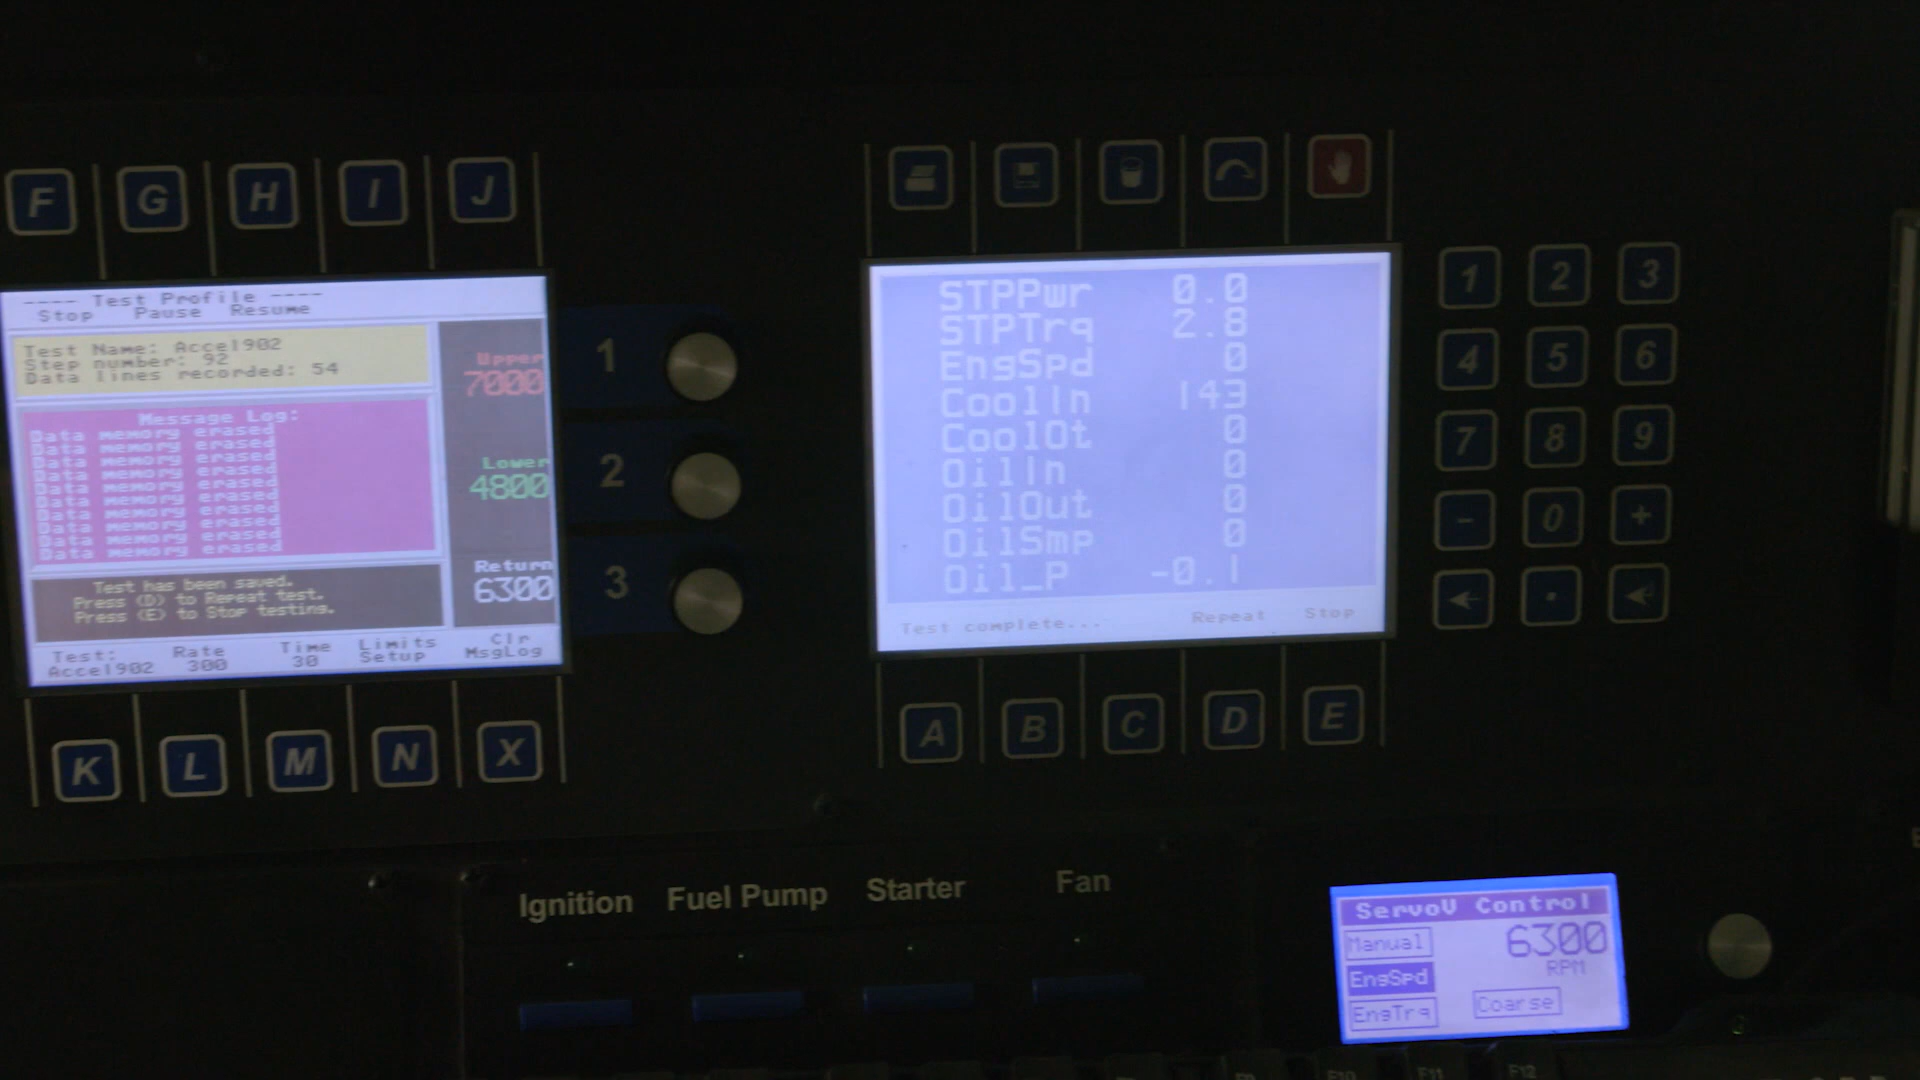 F G H I J
---- Test Profile ----
Stop Pause Resume
Test Name: Accel902
Step number: 92
Data lines recorded: 54
Message Log:
Data memory erased
Data memory erased
Data memory erased
Data memory erased
Data memory erased
Data memory erased
Data memory erased
Data memory erased
Data memory erased
Data memory erased
Test has been saved.
Press (D) to Repeat test.
Press (E) to Stop testing.
Upper
7000
Lower
4800
Return
6300
Test: Rate Time Limits Clr
Accel902 300 30 Setup MsgLog
K L M N X
1
2
3
STPPwr 0.0
STPTrq 2.8
EngSpd 0
CoolIn 143
CoolOt 0
OilIn 0
OilOut 0
OilSmp 0
Oil_P -0.1
Test complete... Repeat Stop
A B C D E
1 2 3
4 5 6
7 8 9
- 0 +
.
Ignition Fuel Pump Starter Fan
ServoV Control
Manual 6300
EngSpd RPM
EngTrq Coarse
F10 F11 F12